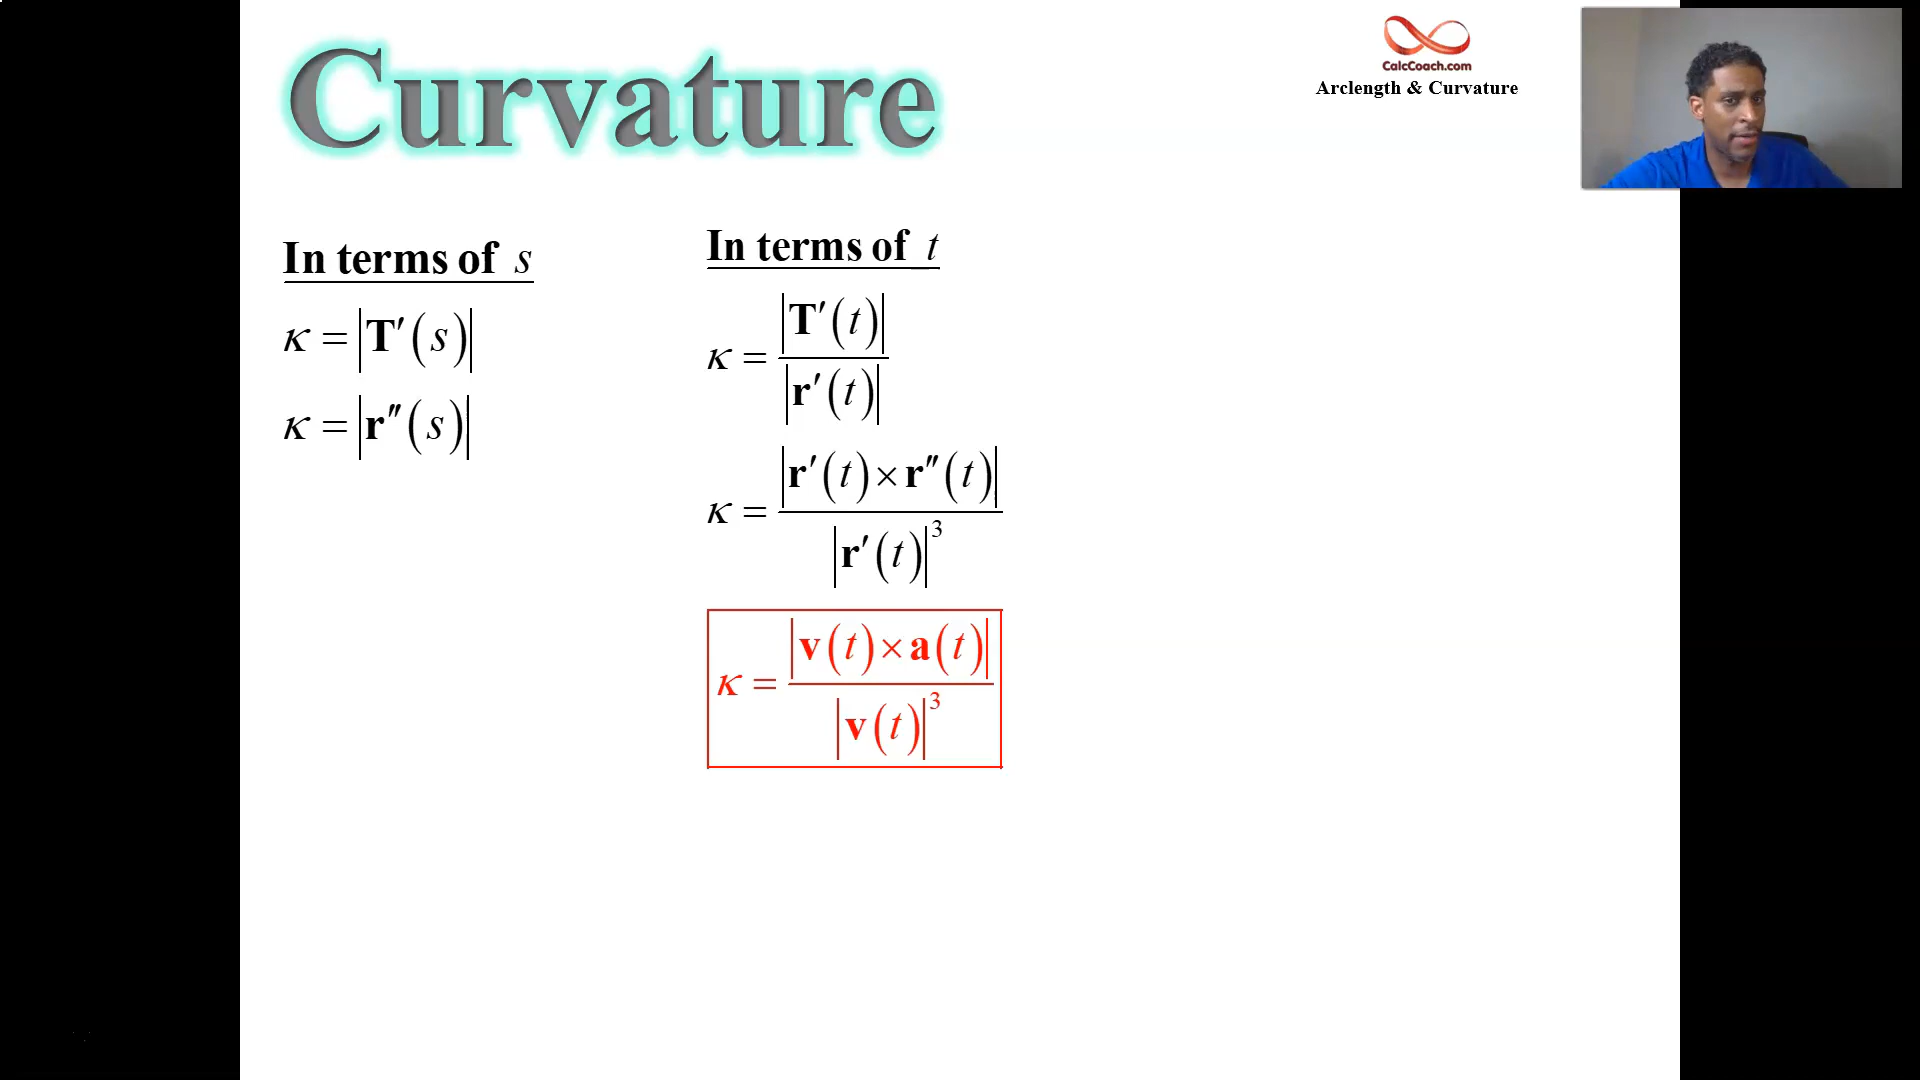 Curvature
CalcCoach.com
Arclength & Curvature
In terms of s
κ = |T′(s)|
κ = |r″(s)|
In terms of t
κ = |T′(t)| / |r′(t)|
κ = |r′(t) × r″(t)| / |r′(t)|³
κ = |v(t) × a(t)| / |v(t)|³